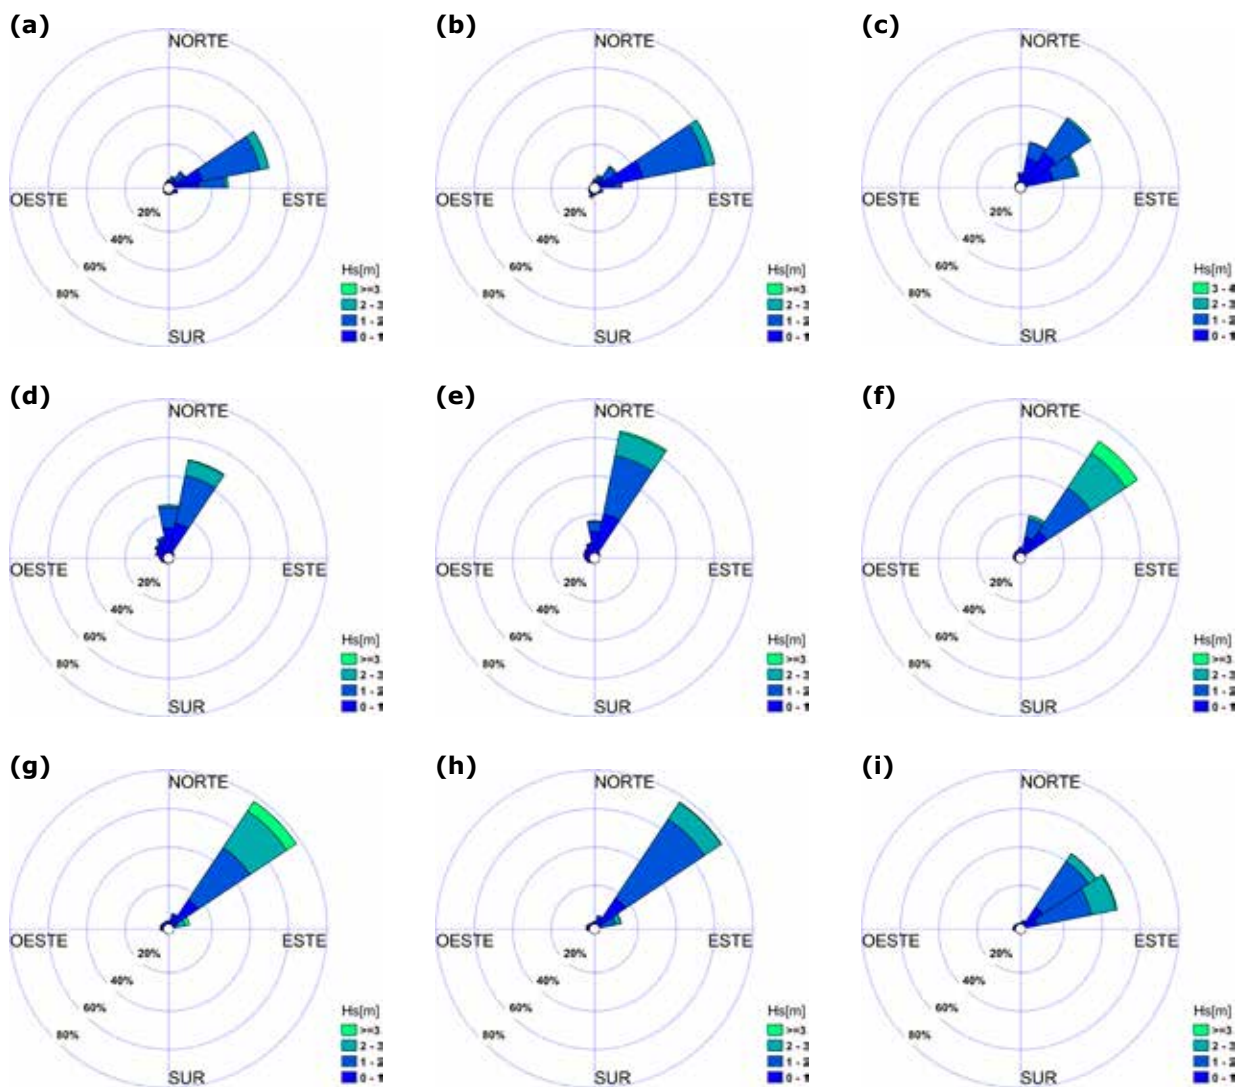 (a) (b) (c)
NORTE NORTE NORTE
OESTE ESTE OESTE ESTE OESTE ESTE
20% 20% 20%
40% 40% 40%
60% 60% 60%
80% 80% 80%
Hs[m] Hs[m] Hs[m]
>=3 >=3 3 - 4
2 - 3 2 - 3 2 - 3
1 - 2 1 - 2 1 - 2
0 - 1 0 - 1 0 - 1
SUR SUR SUR
(d) (e) (f)
NORTE NORTE NORTE
OESTE ESTE OESTE ESTE OESTE ESTE
20% 20% 20%
40% 40% 40%
60% 60% 60%
80% 80% 80%
Hs[m] Hs[m] Hs[m]
>=3 >=3 >=3
2 - 3 2 - 3 2 - 3
1 - 2 1 - 2 1 - 2
0 - 1 0 - 1 0 - 1
SUR SUR SUR
(g) (h) (i)
NORTE NORTE NORTE
OESTE ESTE OESTE ESTE OESTE ESTE
20% 20% 20%
40% 40% 40%
60% 60% 60%
80% 80% 80%
Hs[m] Hs[m] Hs[m]
>=3 >=3 >=3
2 - 3 2 - 3 2 - 3
1 - 2 1 - 2 1 - 2
0 - 1 0 - 1 0 - 1
SUR SUR SUR